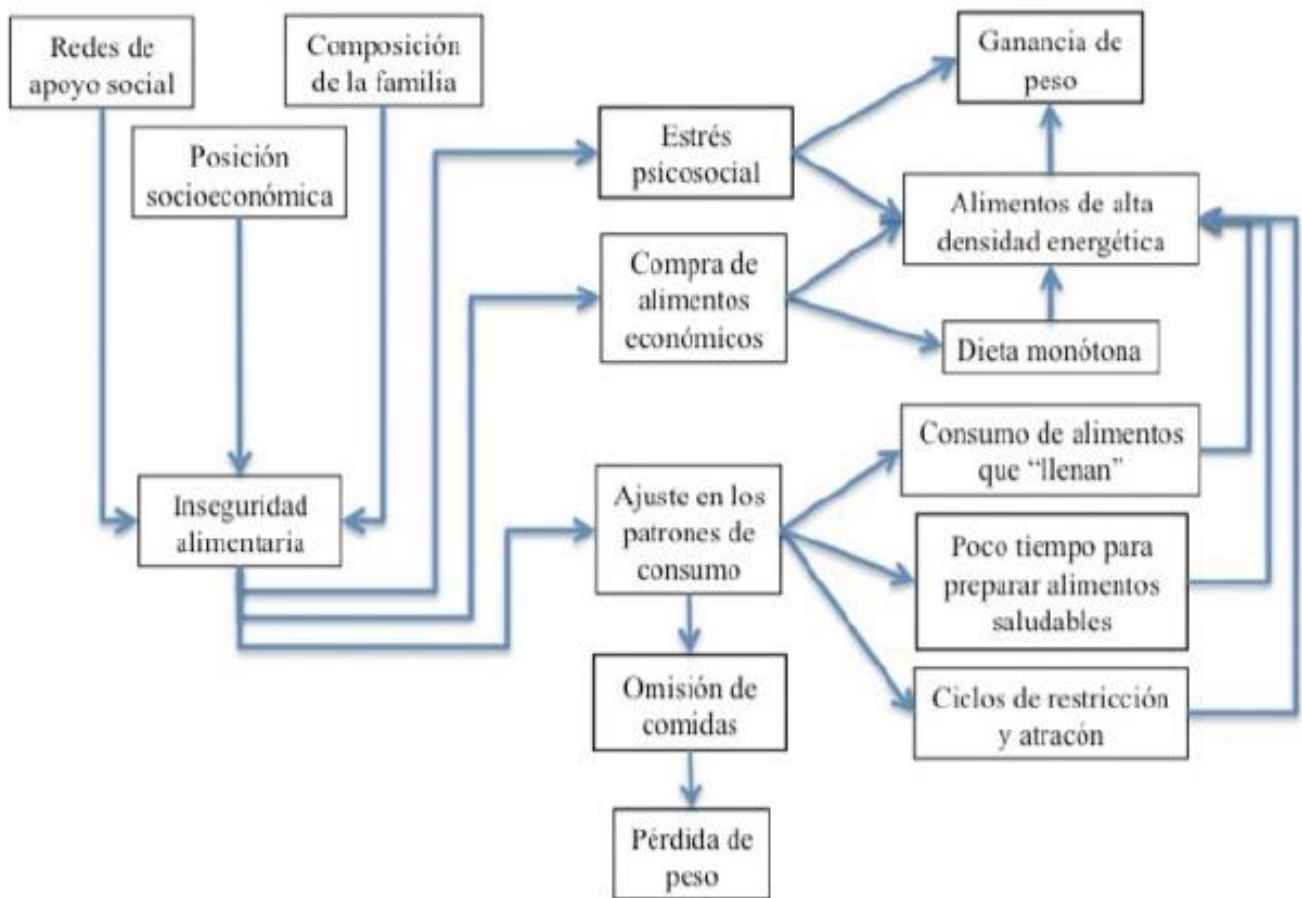 Redes de
apoyo social
Composición
de la familia
Posición
socioeconómica
Inseguridad
alimentaria
Estrés
psicosocial
Compra de
alimentos
económicos
Ajuste en los
patrones de
consumo
Omisión de
comidas
Pérdida de
peso
Ganancia de
peso
Alimentos de alta
densidad energética
Dieta monótona
Consumo de alimentos
que “llenan”
Poco tiempo para
preparar alimentos
saludables
Ciclos de restricción
y atracón